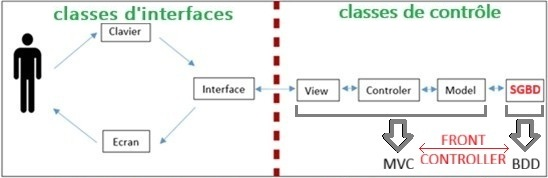 classes d'interfaces
classes de contrôle
Clavier
Interface
Ecran
View
Controler
Model
SGBD
MVC
FRONT
CONTROLLER
BDD